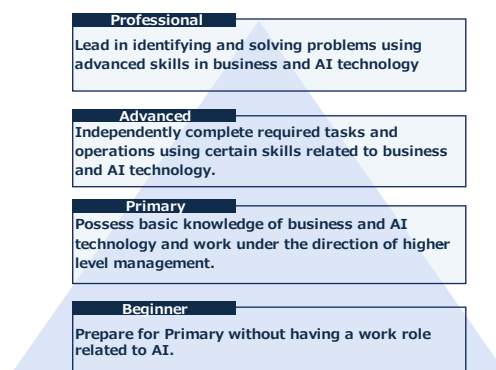 Professional
Lead in identifying and solving problems using
advanced skills in business and AI technology
Advanced
Independently complete required tasks and
operations using certain skills related to business
and AI technology.
Primary
Possess basic knowledge of business and AI
technology and work under the direction of higher
level management.
Beginner
Prepare for Primary without having a work role
related to AI.